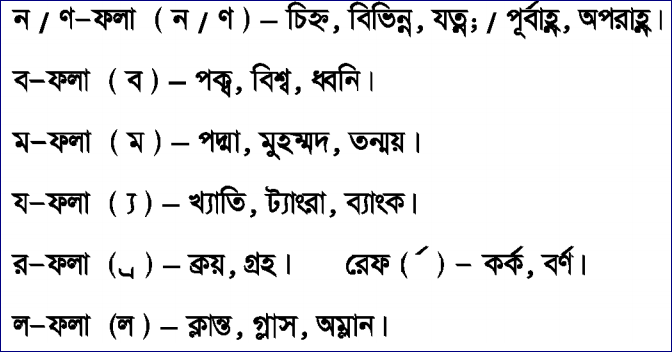 ন / ণ–ফলা ( ন / ণ ) – চিহ্ন, বিভিন্ন, যত্ন; / পূর্বাহ্ণ, অপরাহ্ণ।
ব–ফলা ( ব ) – পক্ব, বিশ্ব, ধ্বনি।
ম–ফলা ( ম ) – পদ্মা, মুহম্মদ, তন্ময়।
য–ফলা ( ্য ) – খ্যাতি, ট্যাংরা, ব্যাংক।
র–ফলা ( ্র ) – ক্রয়, গ্রহ। রেফ ( র্ ) – কর্ক, বর্ণ।
ল–ফলা ( ল ) – ক্লান্ত, গ্লাস, অম্লান।